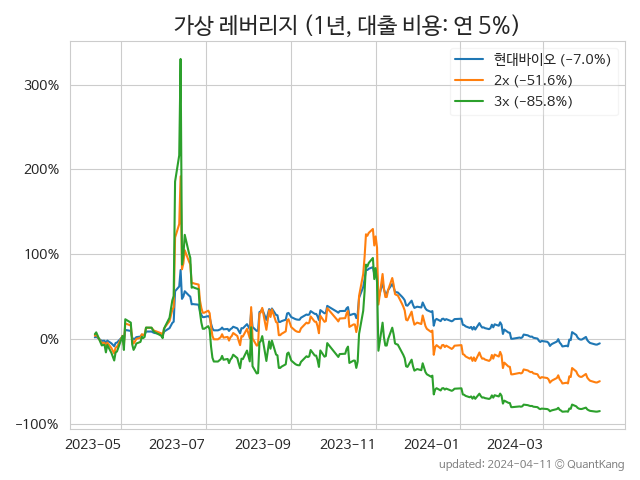 가상 레버리지 (1년, 대출 비용: 연 5%)
현대바이오 (−7.0%)
2x (−51.6%)
3x (−85.8%)
300%
200%
100%
0%
−100%
2023-05 2023-07 2023-09 2023-11 2024-01 2024-03
updated: 2024-04-11 © QuantKang